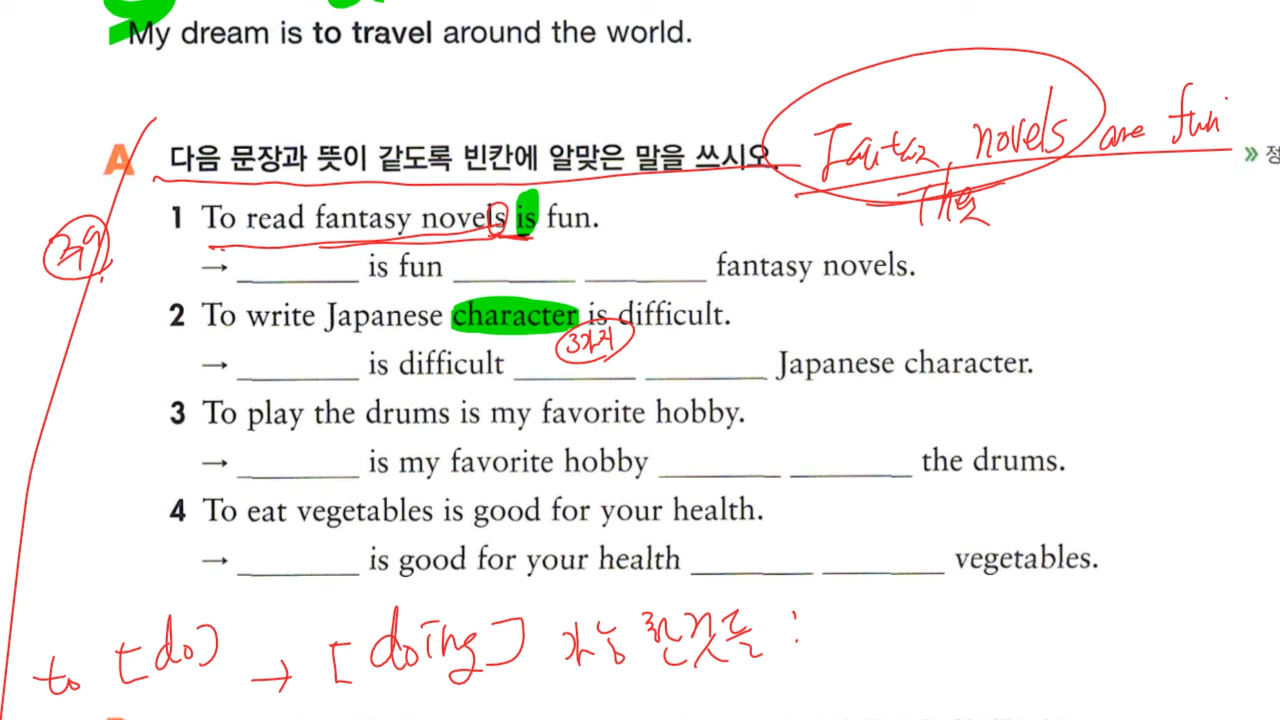 My dream is to travel around the world.
A 다음 문장과 뜻이 같도록 빈칸에 알맞은 말을 쓰시오.
novels are fun
» 정
1 To read fantasy novels is fun.
→ ________ is fun ________ ________ fantasy novels.
2 To write Japanese character is difficult.
→ ________ is difficult ________ ________ Japanese character.
3 To play the drums is my favorite hobby.
→ ________ is my favorite hobby ________ ________ the drums.
4 To eat vegetables is good for your health.
→ ________ is good for your health ________ ________ vegetables.
to [do] → [doing] 가능한것들 :